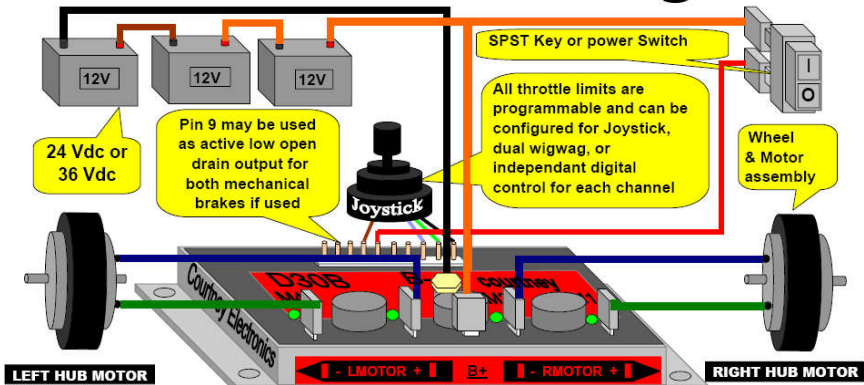 SPST Key or power Switch
12V
12V
12V
All throttle limits are
programmable and can be
configured for Joystick,
dual wigwag, or
independant digital
control for each channel
Pin 9 may be used
as active low open
drain output for
both mechanical
brakes if used
24 Vdc or
36 Vdc
Wheel
& Motor
assembly
I
O
Joystick
D30B
B-
courtney
Courtney Electronics
- LMOTOR +
B+
- RMOTOR +
LEFT HUB MOTOR
RIGHT HUB MOTOR